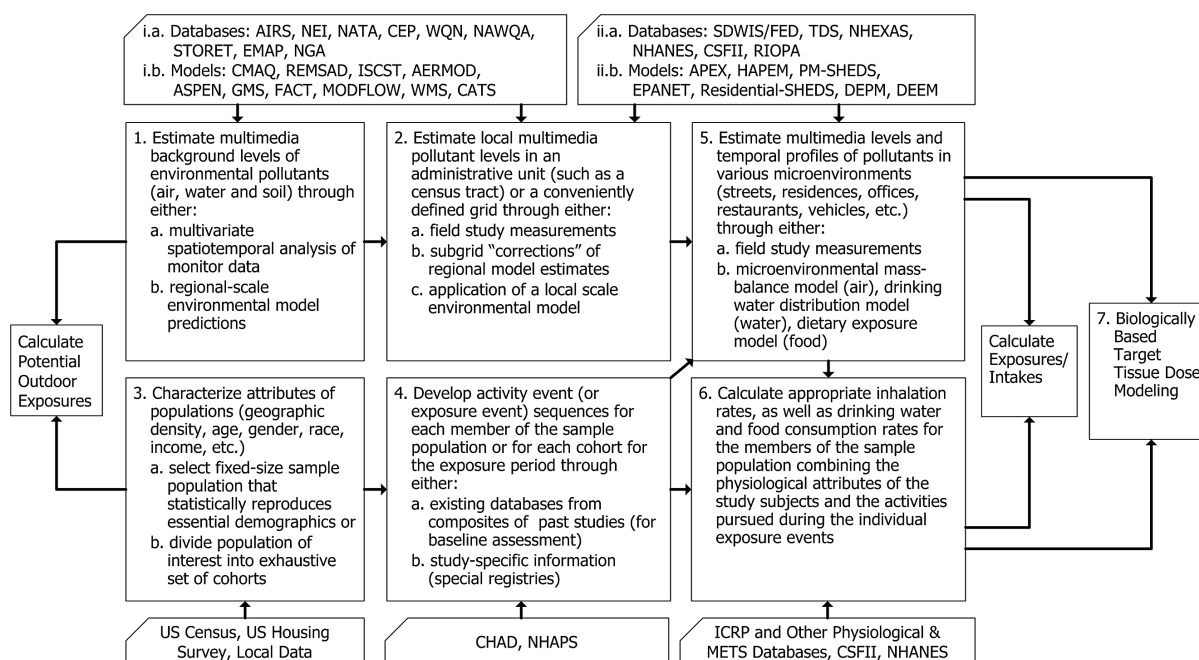 i.a. Databases: AIRS, NEI, NATA, CEP, WQN, NAWQA,
STORET, EMAP, NGA
i.b. Models: CMAQ, REMSAD, ISCST, AERMOD,
ASPEN, GMS, FACT, MODFLOW, WMS, CATS
ii.a. Databases: SDWIS/FED, TDS, NHEXAS,
NHANES, CSFII, RIOPA
ii.b. Models: APEX, HAPEM, PM-SHEDS,
EPANET, Residential-SHEDS, DEPM, DEEM
1. Estimate multimedia
background levels of
environmental pollutants
(air, water and soil) through
either:
a. multivariate
spatiotemporal analysis of
monitor data
b. regional-scale
environmental model
predictions
2. Estimate local multimedia
pollutant levels in an
administrative unit (such as a
census tract) or a conveniently
defined grid through either:
a. field study measurements
b. subgrid “corrections” of
regional model estimates
c. application of a local scale
environmental model
5. Estimate multimedia levels and
temporal profiles of pollutants in
various microenvironments
(streets, residences, offices,
restaurants, vehicles, etc.)
through either:
a. field study measurements
b. microenvironmental mass-
balance model (air), drinking
water distribution model
(water), dietary exposure
model (food)
Calculate
Potential
Outdoor
Exposures
Calculate
Exposures/
Intakes
7. Biologically
Based
Target
Tissue Dose
Modeling
3. Characterize attributes of
populations (geographic
density, age, gender, race,
income, etc.)
a. select fixed-size sample
population that
statistically reproduces
essential demographics or
b. divide population of
interest into exhaustive
set of cohorts
4. Develop activity event (or
exposure event) sequences for
each member of the sample
population or for each cohort for
the exposure period through
either:
a. existing databases from
composites of past studies (for
baseline assessment)
b. study-specific information
(special registries)
6. Calculate appropriate inhalation
rates, as well as drinking water
and food consumption rates for
the members of the sample
population combining the
physiological attributes of the
study subjects and the activities
pursued during the individual
exposure events
US Census, US Housing
Survey, Local Data
CHAD, NHAPS
ICRP and Other Physiological &
METS Databases, CSFII, NHANES